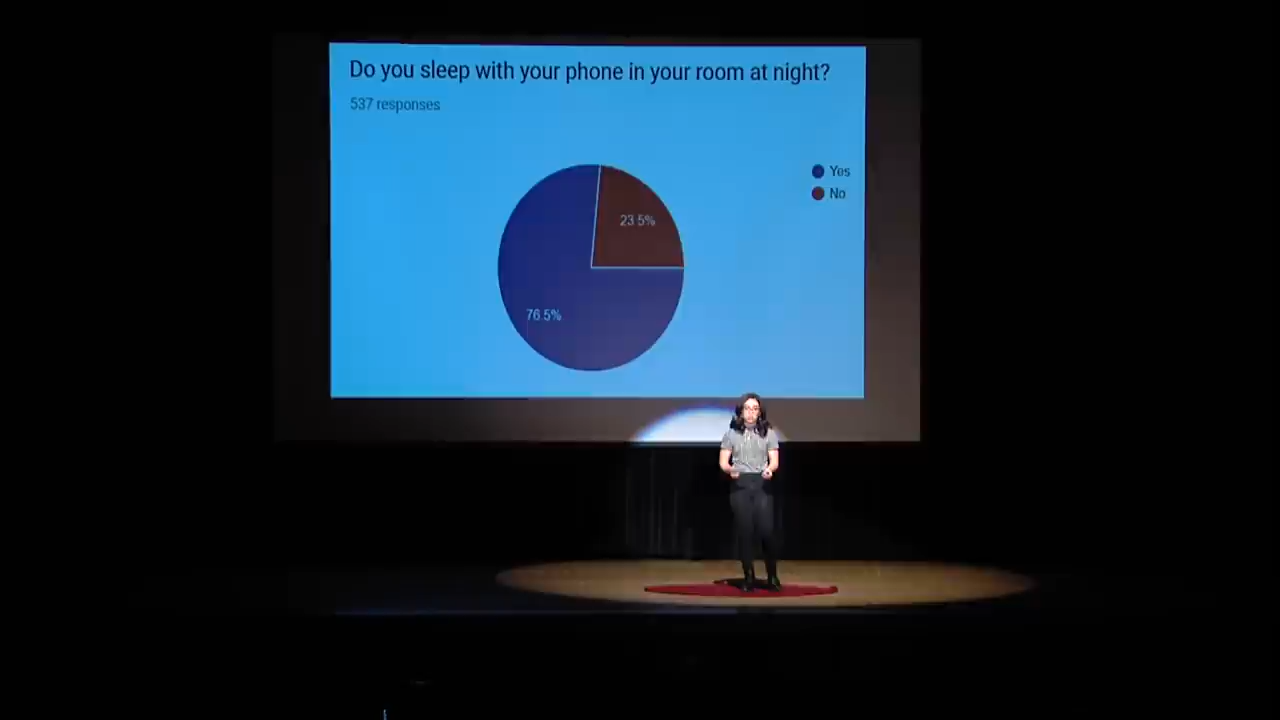 Do you sleep with your phone in your room at night?
537 responses
Yes
No
23.5%
76.5%